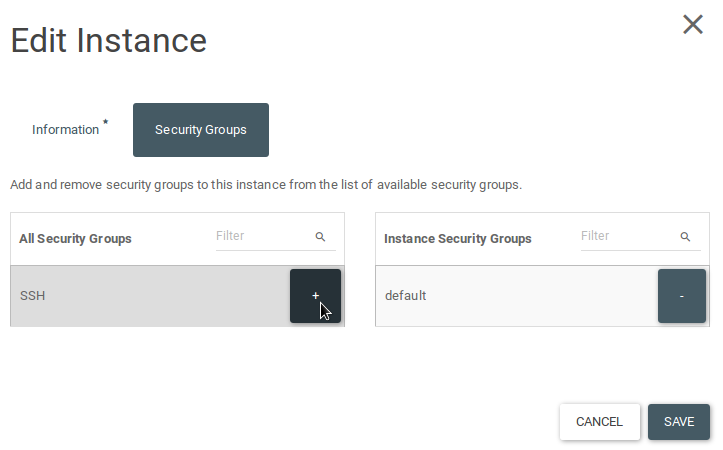 Edit Instance
Information *
Security Groups
Add and remove security groups to this instance from the list of available security groups.
All Security Groups
Filter
SSH
+
Instance Security Groups
Filter
default
-
CANCEL
SAVE